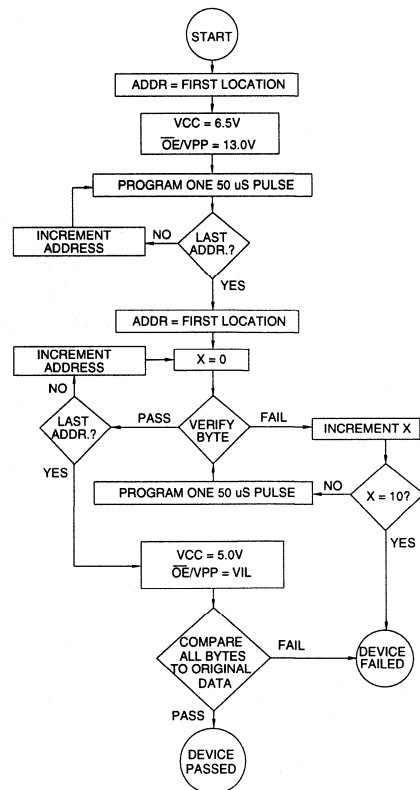 START
ADDR = FIRST LOCATION
VCC = 6.5V
O̅E̅/VPP = 13.0V
PROGRAM ONE 50 uS PULSE
INCREMENT
ADDRESS
NO
LAST
ADDR.?
YES
ADDR = FIRST LOCATION
INCREMENT
ADDRESS
X = 0
NO
LAST
ADDR.?
PASS
VERIFY
BYTE
FAIL
INCREMENT X
YES
PROGRAM ONE 50 uS PULSE
NO
X = 10?
YES
VCC = 5.0V
O̅E̅/VPP = VIL
COMPARE
ALL BYTES
TO ORIGINAL
DATA
FAIL
DEVICE
FAILED
PASS
DEVICE
PASSED